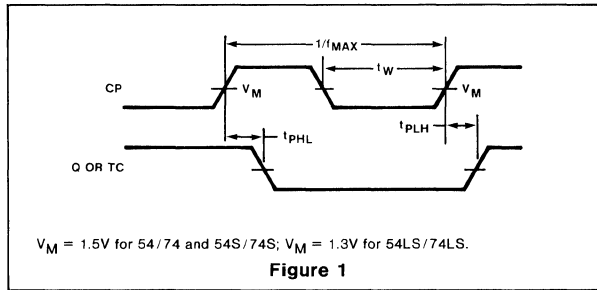 1/fMAX
tW
CP
VM
VM
tPHL
tPLH
Q OR TC
VM = 1.5V for 54/74 and 54S/74S; VM = 1.3V for 54LS/74LS.
Figure 1